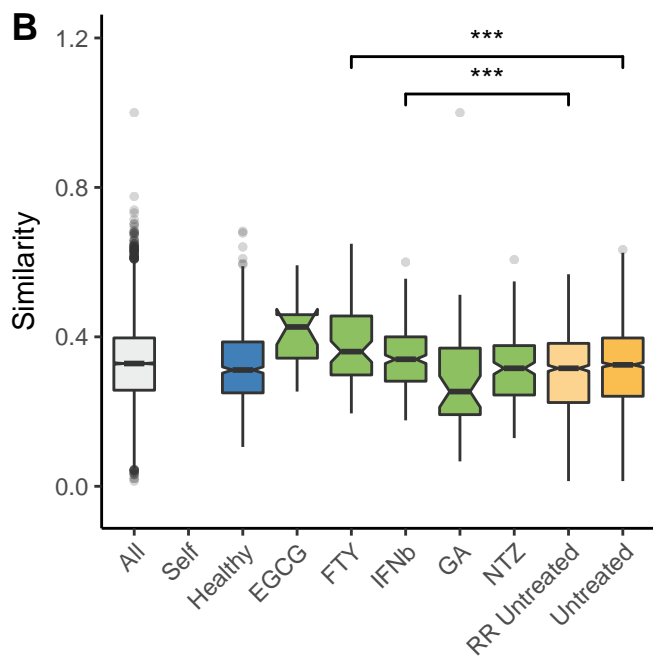 B
1.2
0.8
0.4
0.0
Similarity
***
***
All
Self
Healthy
EGCG
FTY
IFNb
GA
NTZ
RR Untreated
Untreated